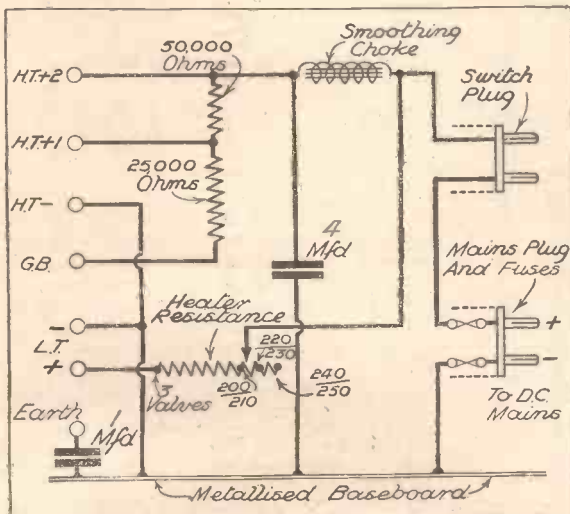 Smoothing
Choke
50,000
Ohms
Switch
Plug
H.T.+2
H.T.+1
25,000
Ohms
H.T.-
4
Mfd
G.B.
Mains Plug
And Fuses
Heater
Resistance
+
-
220
230
-
L.T.
+
3
Valves
200
210
240
250
To D.C.
Mains
Earth
1
Mfd
Metallised Baseboard